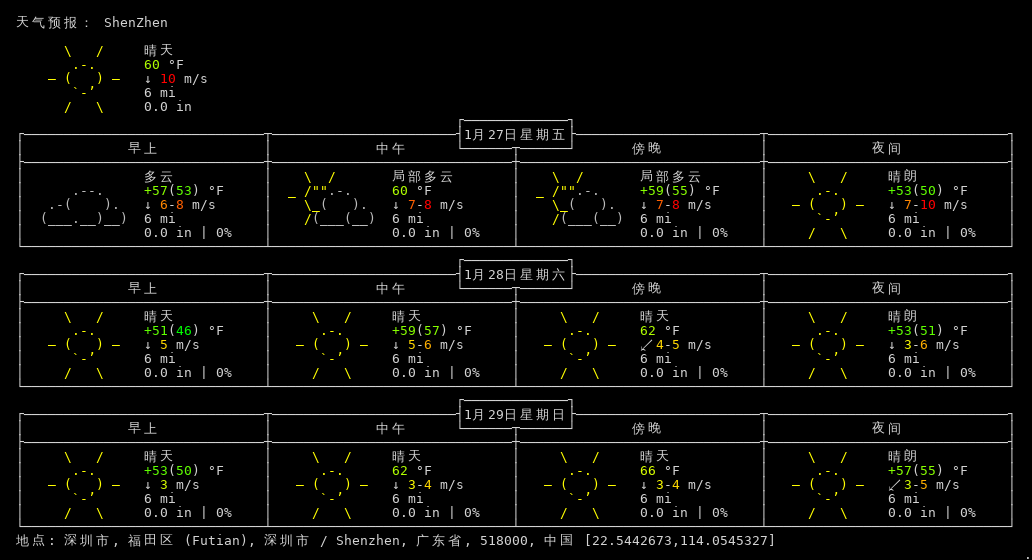 天气预报： ShenZhen
晴天
60 °F
↓ 10 m/s
6 mi
0.0 in
1月27日星期五
早上 中午 傍晚 夜间
多云 局部多云 局部多云 晴朗
+57(53) °F 60 °F +59(55) °F +53(50) °F
↓ 6-8 m/s ↓ 7-8 m/s ↓ 7-8 m/s ↓ 7-10 m/s
6 mi 6 mi 6 mi 6 mi
0.0 in | 0% 0.0 in | 0% 0.0 in | 0% 0.0 in | 0%
1月28日星期六
早上 中午 傍晚 夜间
晴天 晴天 晴天 晴朗
+51(46) °F +59(57) °F 62 °F +53(51) °F
↓ 5 m/s ↓ 5-6 m/s ↙ 4-5 m/s ↓ 3-6 m/s
6 mi 6 mi 6 mi 6 mi
0.0 in | 0% 0.0 in | 0% 0.0 in | 0% 0.0 in | 0%
1月29日星期日
早上 中午 傍晚 夜间
晴天 晴天 晴天 晴朗
+53(50) °F 62 °F 66 °F +57(55) °F
↓ 3 m/s ↓ 3-4 m/s ↓ 3-4 m/s ↙ 3-5 m/s
6 mi 6 mi 6 mi 6 mi
0.0 in | 0% 0.0 in | 0% 0.0 in | 0% 0.0 in | 0%
地点: 深圳市, 福田区 (Futian), 深圳市 / Shenzhen, 广东省, 518000, 中国 [22.5442673,114.0545327]